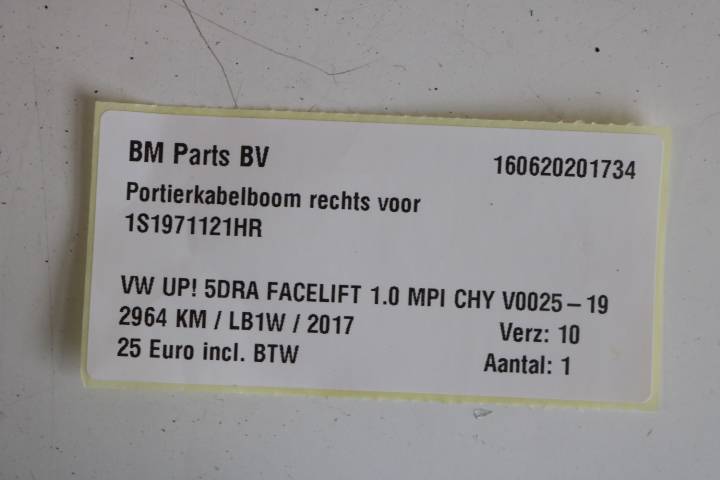 BM Parts BV 160620201734
Portierkabelboom rechts voor
1S1971121HR
VW UP! 5DRA FACELIFT 1.0 MPI CHY V0025-19
2964 KM / LB1W / 2017 Verz: 10
25 Euro incl. BTW Aantal: 1